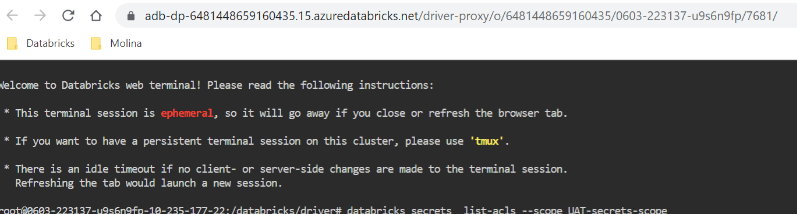 adb-dp-6481448659160435.15.azuredatabricks.net/driver-proxy/o/6481448659160435/0603-223137-u9s6n9fp/7681/
Databricks
Molina
Welcome to Databricks web terminal! Please read the following instructions:
* This terminal session is ephemeral, so it will go away if you close or refresh the browser tab.
* If you want to have a persistent terminal session on this cluster, please use 'tmux'.
* There is an idle timeout if no client- or server-side changes are made to the terminal session.
Refreshing the tab would launch a new session.
root@0603-223137-u9s6n9fp-10-235-177-22:/databricks/driver# databricks secrets list-acls --scope UAT-secrets-scope